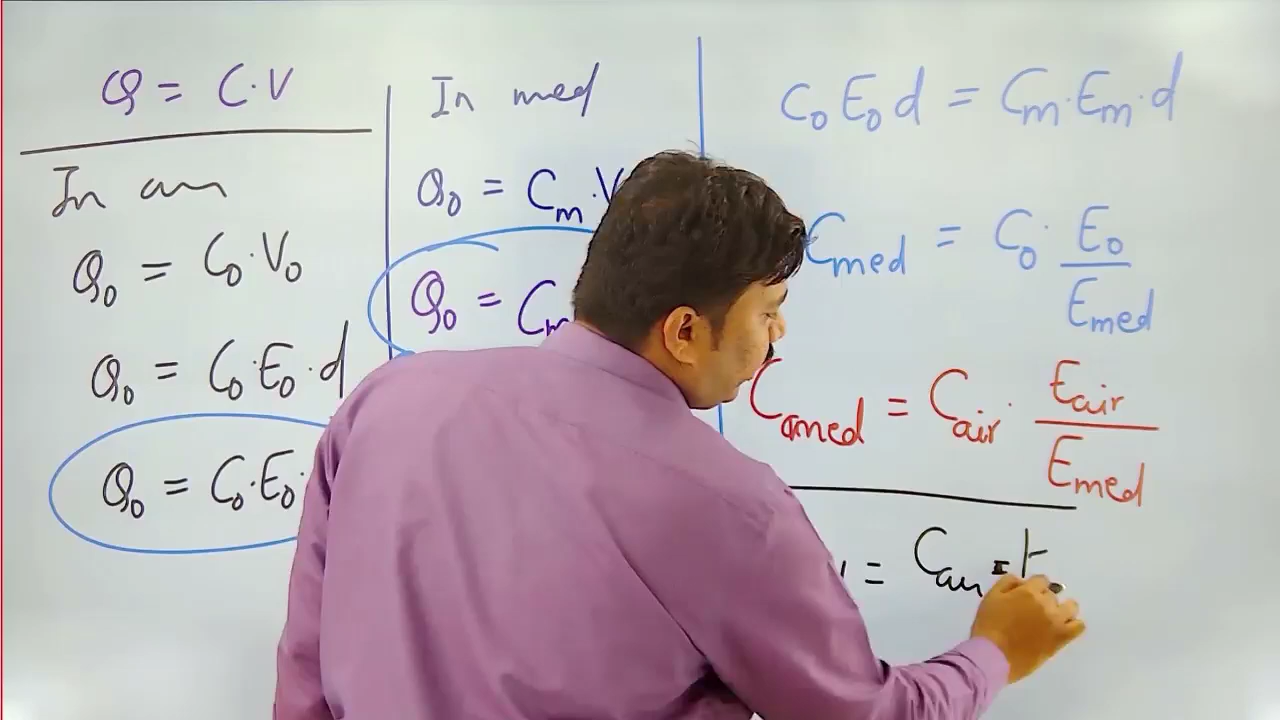 Q = C·V
In air
Q₀ = C₀·V₀
Q₀ = C₀·E₀·d
Q₀ = C₀·E₀·
In med
Q₀ = Cm·V
Q₀ = Cm
C₀ E₀ d = Cm·Em·d
Cmed = C₀· E₀ / Emed
Cmed = Cair· Eair / Emed
= Cair